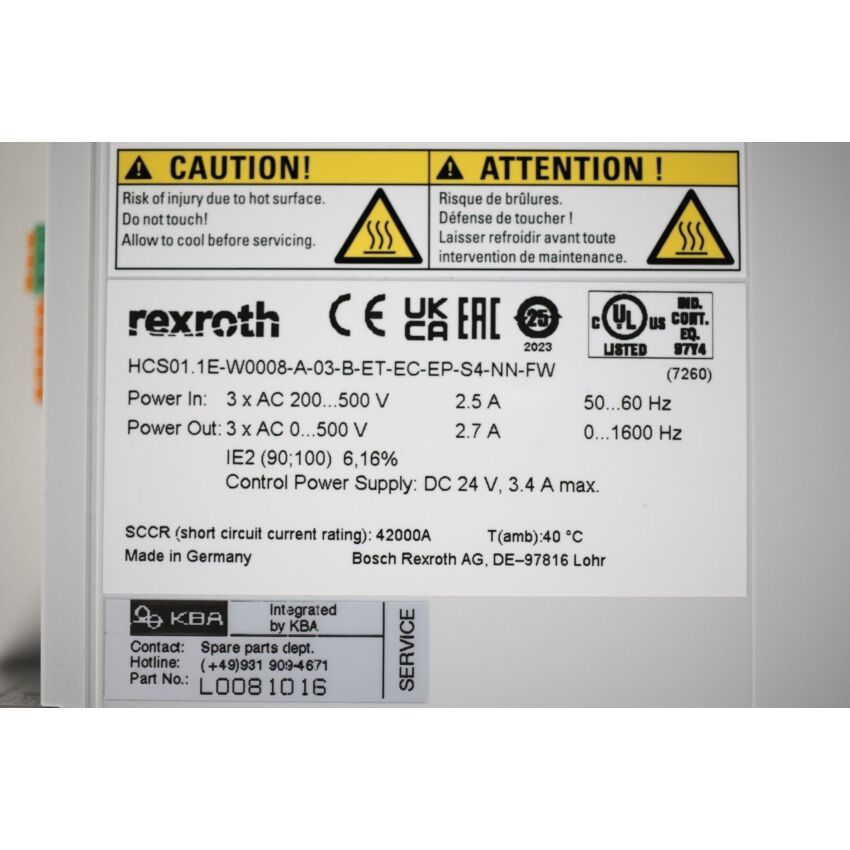 CAUTION!
Risk of injury due to hot surface.
Do not touch!
Allow to cool before servicing.
ATTENTION !
Risque de brûlures.
Défense de toucher !
Laisser refroidir avant toute
intervention de maintenance.
rexroth CE UK CA EAC 25 2023
C UL US LISTED
IND. CONT. EQ. 97Y4
HCS01.1E-W0008-A-03-B-ET-EC-EP-S4-NN-FW (7260)
Power In: 3 x AC 200...500 V 2.5 A 50...60 Hz
Power Out: 3 x AC 0...500 V 2.7 A 0...1600 Hz
IE2 (90;100) 6,16%
Control Power Supply: DC 24 V, 3.4 A max.
SCCR (short circuit current rating): 42000A T(amb):40 °C
Made in Germany Bosch Rexroth AG, DE–97816 Lohr
KBA
Integrated
by KBA
Contact: Spare parts dept.
Hotline: (+49)931 909-4671
Part No.: L0081016
SERVICE